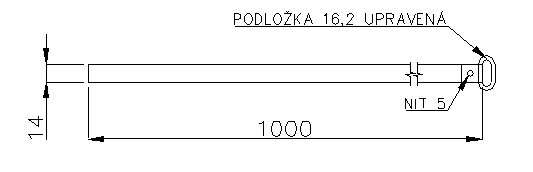 PODLOŽKA 16,2 UPRAVENÁ
NIT 5
14
1000